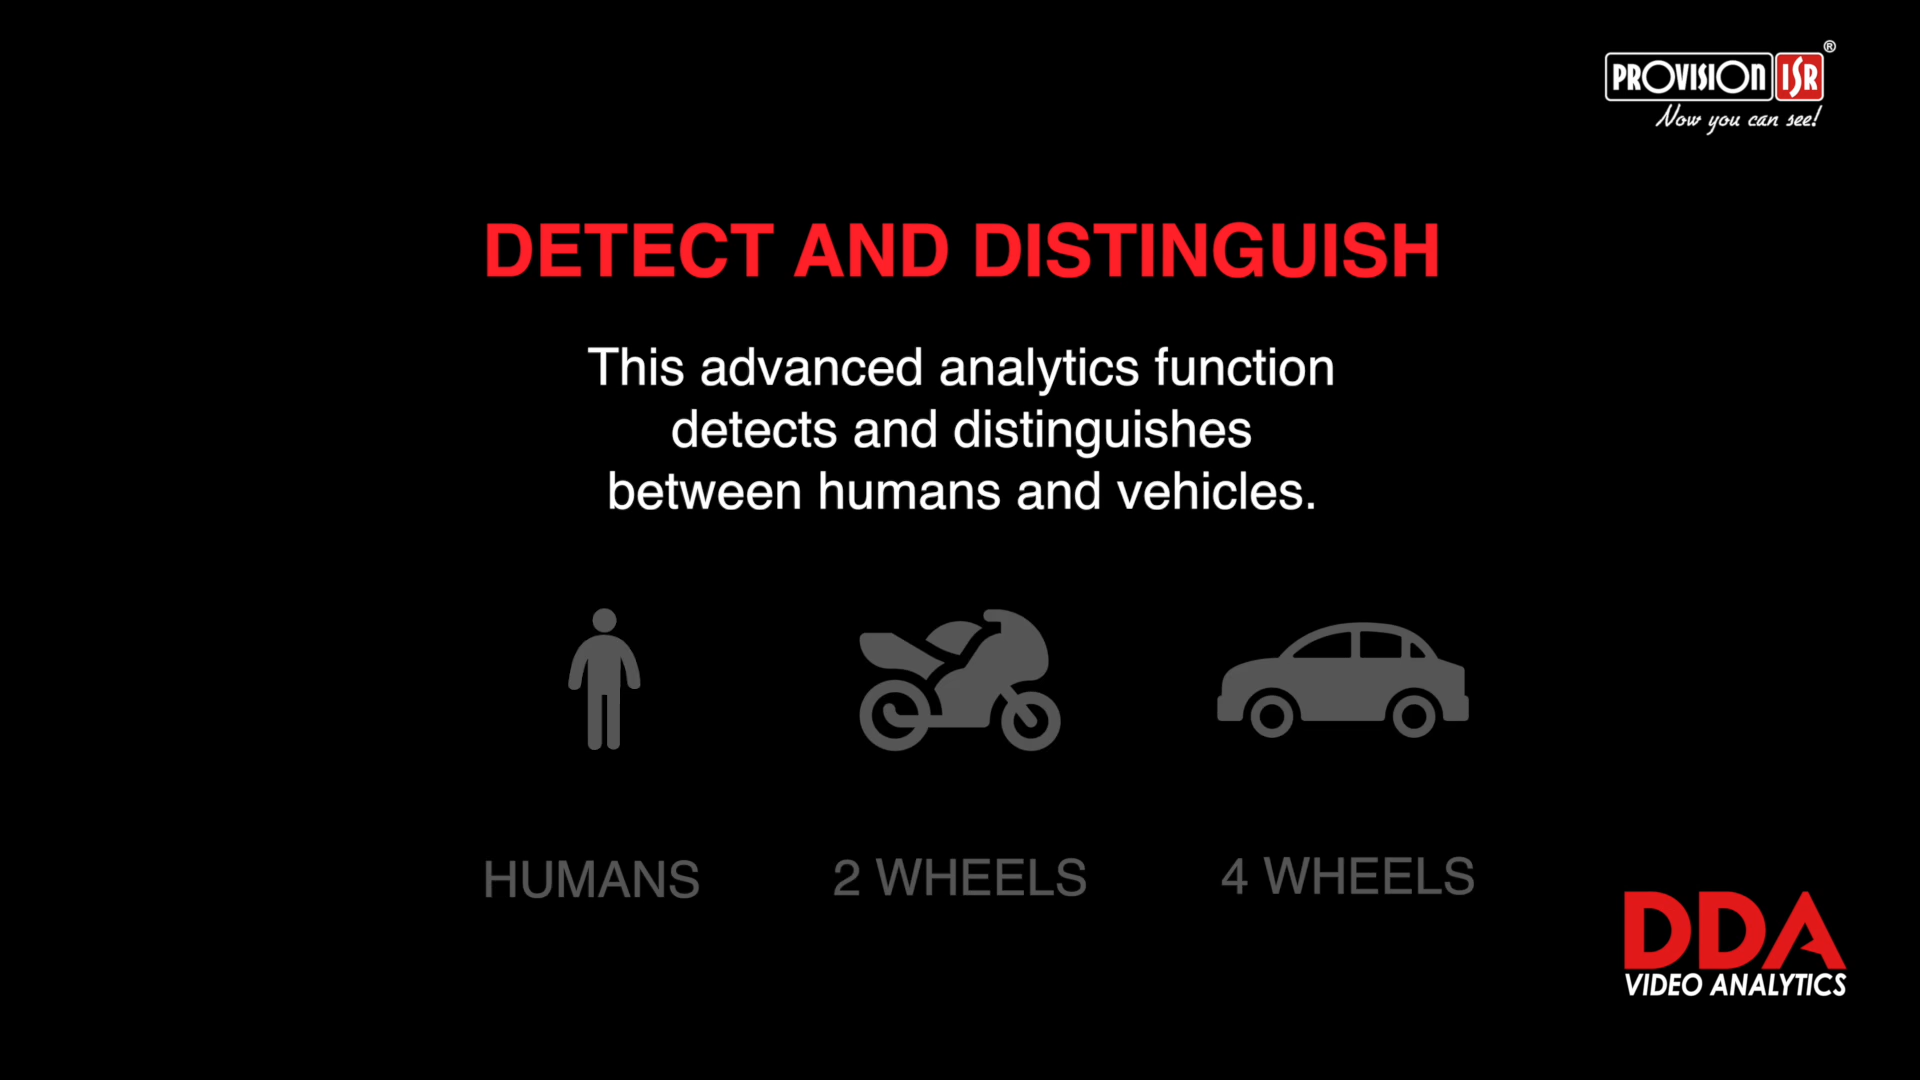 PROVISION ISR®
Now you can see!
DETECT AND DISTINGUISH
This advanced analytics function
detects and distinguishes
between humans and vehicles.
HUMANS
2 WHEELS
4 WHEELS
DDA
VIDEO ANALYTICS